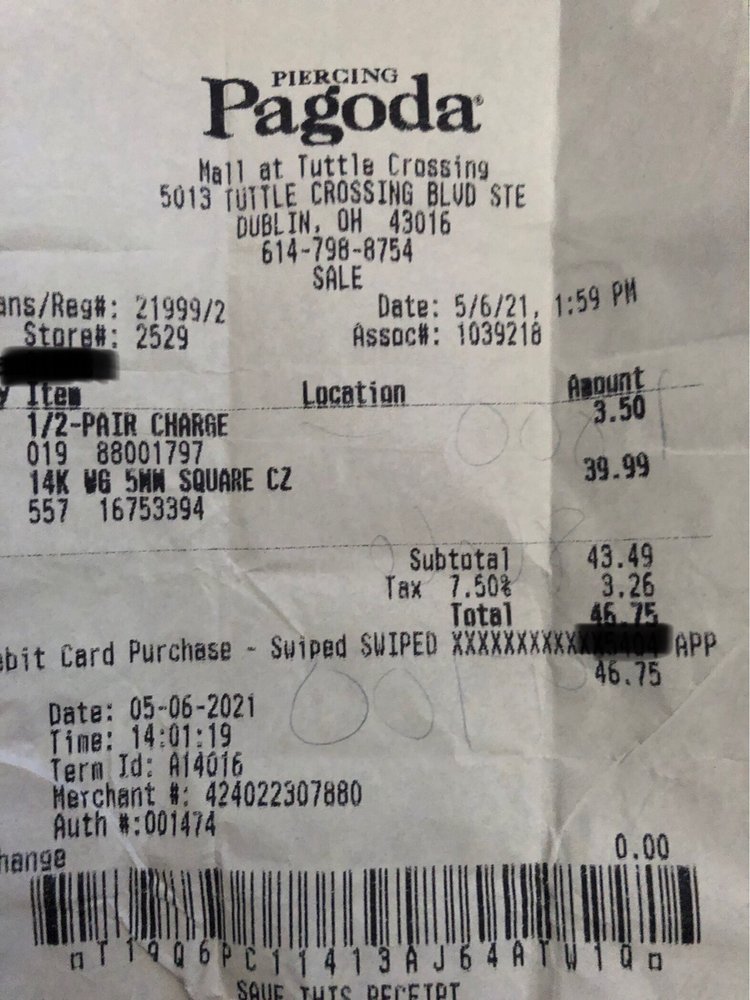 PIERCING
Pagoda
Mall at Tuttle Crossing
5013 TUTTLE CROSSING BLVD STE
DUBLIN, OH 43016
614-798-8754
SALE
ans/Reg#: 21999/2 Date: 5/6/21, 1:59 PM
Store#: 2529 Assoc#: 1039218
y Item Location Amount
1/2-PAIR CHARGE 3.50
019 88001797
14K WG 5MM SQUARE CZ 39.99
557 16753394
Subtotal 43.49
Tax 7.50% 3.26
Total 46.75
ebit Card Purchase - Swiped SWIPED XXXXXXXXXXXX APP
46.75
Date: 05-06-2021
Time: 14:01:19
Term Id: A14016
Merchant #: 424022307880
Auth #:001474
hange 0.00
T19Q6PC11413AJ64ATW1Q
SAVE THIS RECEIPT